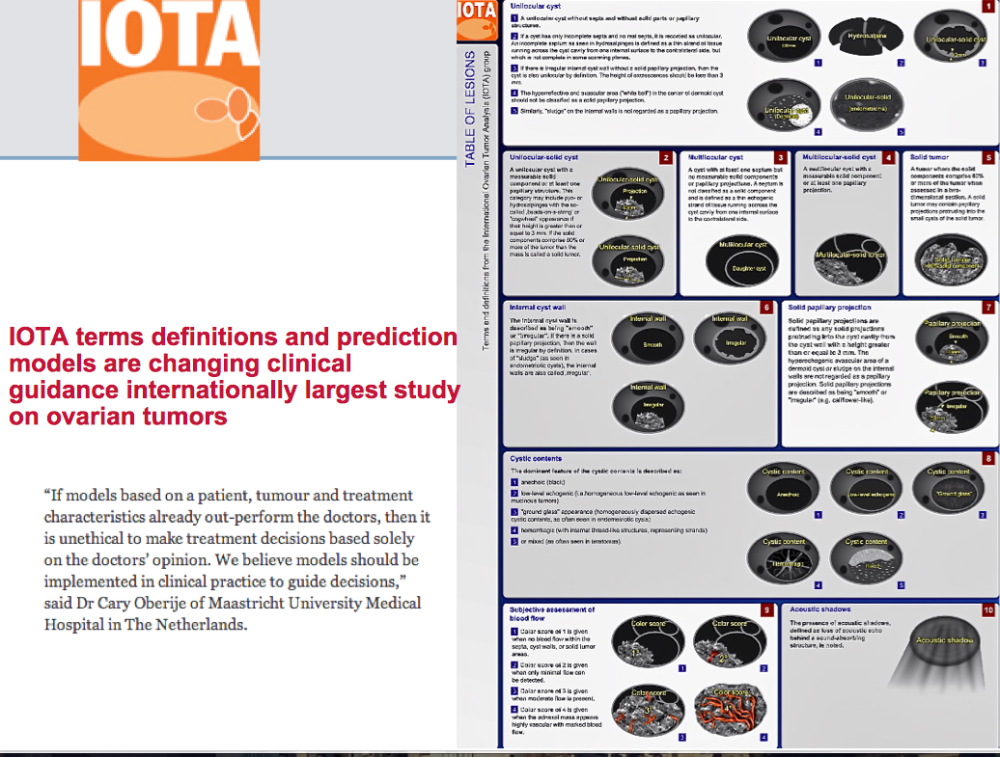 IOTA
IOTA terms definitions and prediction
models are changing clinical
guidance internationally largest study
on ovarian tumors
“If models based on a patient, tumour and treatment
characteristics already out-perform the doctors, then it
is unethical to make treatment decisions based solely
on the doctors’ opinion. We believe models should be
implemented in clinical practice to guide decisions,”
said Dr Cary Oberije of Maastricht University Medical
Hospital in The Netherlands.
IOTA
TABLE OF LESIONS
Terms and definitions from the International Ovarian Tumor Analysis (IOTA) group
Unilocular cyst
1
1 A unilocular cyst without septa and without solid parts or papillary
structures.
2 If a cyst has only incomplete septa and no real septs, it is recorded as unilocular.
An incomplete septum as seen in hydrosalpinges is defined as a thin strand of tissue
running across the cyst cavity from one internal surface to the contralateral side, but
which is not complete in some scanning planes.
3 If there is irregular internal cyst wall without a solid papillary projection, then the
cyst is also unilocular by definition. The height of excrescences should be less than 3
mm.
4 The hyperreflective and avascular area ("white ball") in the center of dermoid cyst
should not be classified as a solid papillary projection.
5 Similarly, "sludge" on the internal walls is not regarded as a papillary projection.
Unilocular cyst
1
Hydrosalpinx
2
Unilocular-solid cyst
3
Unilocular cyst
(Dermoid)
4
Unilocular-solid
(endometrioma)
5
Unilocular-solid cyst
2
A unilocular cyst with a
measurable solid
component or at least one
papillary structure. This
category may include pyo- or
hydrosalpinges with the so-
called ‚beads-on-a-string' or
"cogwheel" appearance if
their height is greater than or
equal to 3 mm. If the solid
components comprise 80% or
more of the tumor than the
mass is called a solid tumor.
Unilocular-solid cyst
Projection
Unilocular-solid cyst
Projection
Multilocular cyst
3
A cyst with at least one septum but
no measurable solid components
or papillary projections. A septum is
not classified as a solid component
and is defined as a thin echogenic
strand of tissue running across the
cyst cavity from one internal surface
to the contralateral side.
Multilocular cyst
Daughter cyst
Multilocular-solid cyst
4
A multilocular cyst with a
measurable solid component
or at least one papillary
projection.
Multilocular-solid tumor
Solid tumor
5
A tumor where the solid
components comprise 80%
or more of the tumor when
assessed in a two-
dimensional section. A solid
tumor may contain papillary
projections protruding into the
small cysts of the solid tumor.
Solid tumour
Internal cyst wall
6
The internal cyst wall is
described as being "smooth"
or "irregular". If there is a solid
papillary projection, then the wall
is irregular by definition. In cases
of "sludge" (as seen in
endometriotic cysts), the internal
walls are also called ‚irregular'.
Internal wall
Smooth
Internal wall
Irregular
Internal wall
Irregular
Solid papillary projection
7
Solid papillary projections are
defined as any solid projections
protruding into the cyst cavity from
the cyst wall with a height greater
than or equal to 3 mm. The
hyperechogenic avascular area of a
dermoid cyst or sludge on the internal
walls are not regarded as a papillary
projection. Solid papillary projections
are described as being "smooth" or
"irregular" (e.g. califlower-like).
Papillary projection
Smooth
Papillary projection
Irregular
Cystic contents
8
The dominant feature of the cystic contents is described as:
1 anechoic (black)
2 low-level echogenic (i.e homogeneous low-level echogenic as seen in
mucinous tumors)
3 "ground glass" appearance (homogeneously dispersed echogenic
cystic contents, as often seen in endometriotic cysts)
4 hemorrhagic (with internal thread-like structures, representing strands)
5 or mixed (as often seen in teratomas).
Cystic content
Anechoic
1
Cystic content
Low-level echogenic
2
Cystic content
"Ground glass"
3
Cystic content
Hemorrhagic
4
Cystic content
mixed
5
Subjective assessment of
blood flow
9
1 Color score of 1 is given
when no blood flow within the
septa, cyst walls, or solid tumor
areas.
2 Color score of 2 is given
when only minimal flow can
be detected.
3 Color score of 3 is given
when moderate flow is present.
4 Color score of 4 is given
when the adnexal mass appears
highly vascular with marked blood
flow.
Color score
1
1
Color score
2
2
Color score
3
3
Color score
4
4
Acoustic shadows
10
The presence of acoustic shadows,
defined as loss of acoustic echo
behind a sound-absorbing
structure, is noted.
Acoustic shadow